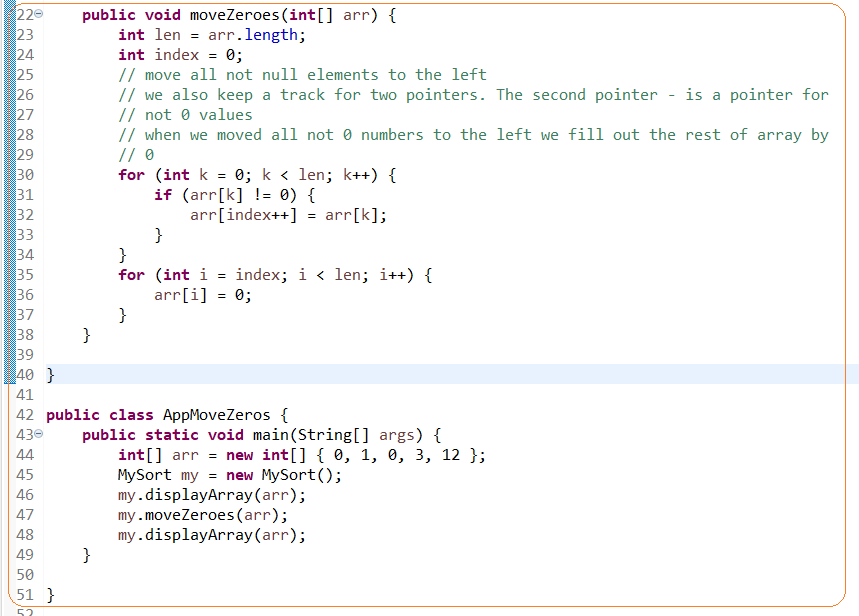 22 public void moveZeroes(int[] arr) {
23 int len = arr.length;
24 int index = 0;
25 // move all not null elements to the left
26 // we also keep a track for two pointers. The second pointer - is a pointer for
27 // not 0 values
28 // when we moved all not 0 numbers to the left we fill out the rest of array by
29 // 0
30 for (int k = 0; k < len; k++) {
31 if (arr[k] != 0) {
32 arr[index++] = arr[k];
33 }
34 }
35 for (int i = index; i < len; i++) {
36 arr[i] = 0;
37 }
38 }
39
40 }
41
42 public class AppMoveZeros {
43 public static void main(String[] args) {
44 int[] arr = new int[] { 0, 1, 0, 3, 12 };
45 MySort my = new MySort();
46 my.displayArray(arr);
47 my.moveZeroes(arr);
48 my.displayArray(arr);
49 }
50
51 }
52